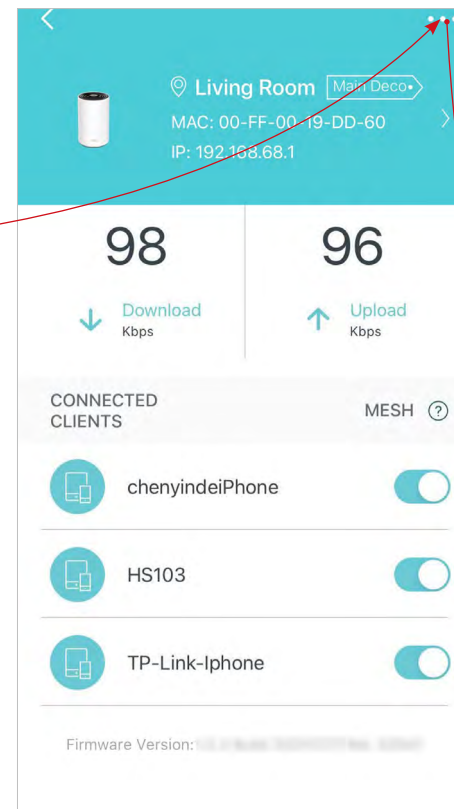 Living Room Main Deco
MAC: 00-FF-00-19-DD-60
IP: 192.168.68.1
98 96
Download Upload
Kbps Kbps
CONNECTED
CLIENTS
MESH ?
chenyindeiPhone
HS103
TP-Link-Iphone
Firmware Version: